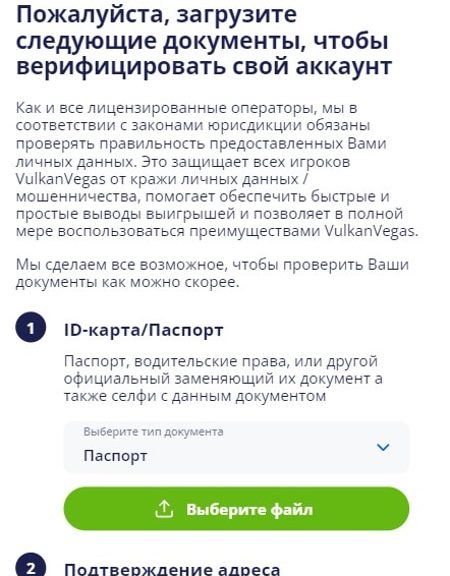 Пожалуйста, загрузите
следующие документы, чтобы
верифицировать свой аккаунт
Как и все лицензированные операторы, мы в
соответствии с законами юрисдикции обязаны
проверять правильность предоставленных Вами
личных данных. Это защищает всех игроков
VulkanVegas от кражи личных данных /
мошенничества, помогает обеспечить быстрые и
простые выводы выигрышей и позволяет в полной
мере воспользоваться преимуществами VulkanVegas.
Мы сделаем все возможное, чтобы проверить Ваши
документы как можно скорее.
1 ID-карта/Паспорт
Паспорт, водительские права, или другой
официальный заменяющий их документ а
также селфи с данным документом
Выберите тип документа
Паспорт
Выберите файл
2 Подтверждение адреса